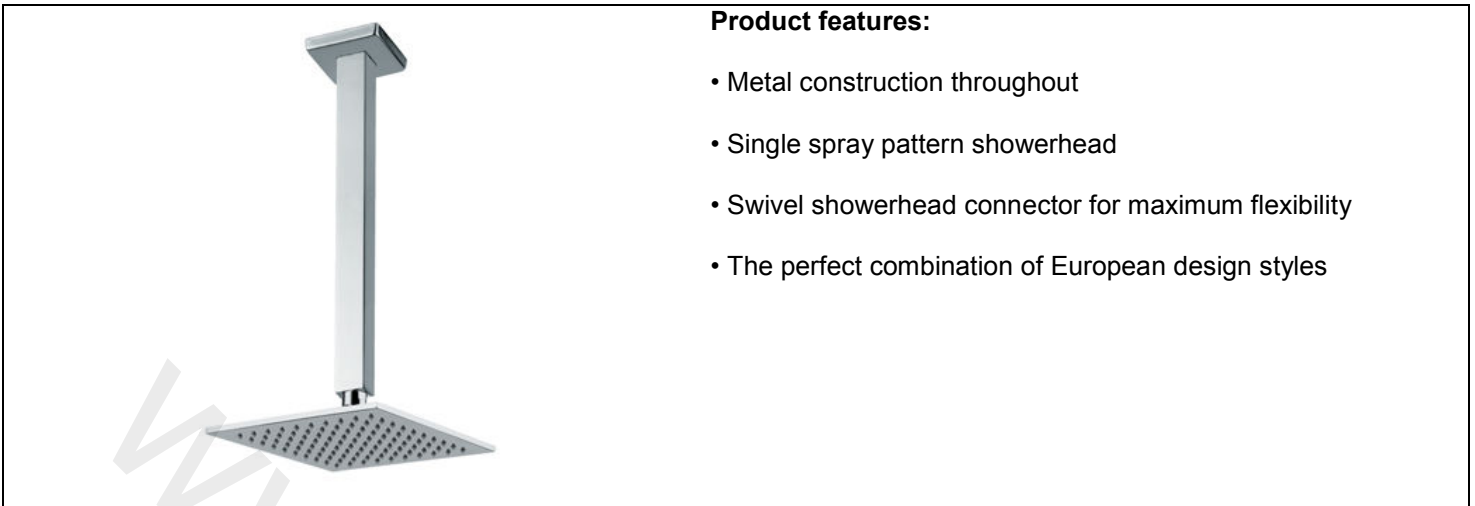 Product features:
• Metal construction throughout
• Single spray pattern showerhead
• Swivel showerhead connector for maximum flexibility
• The perfect combination of European design styles